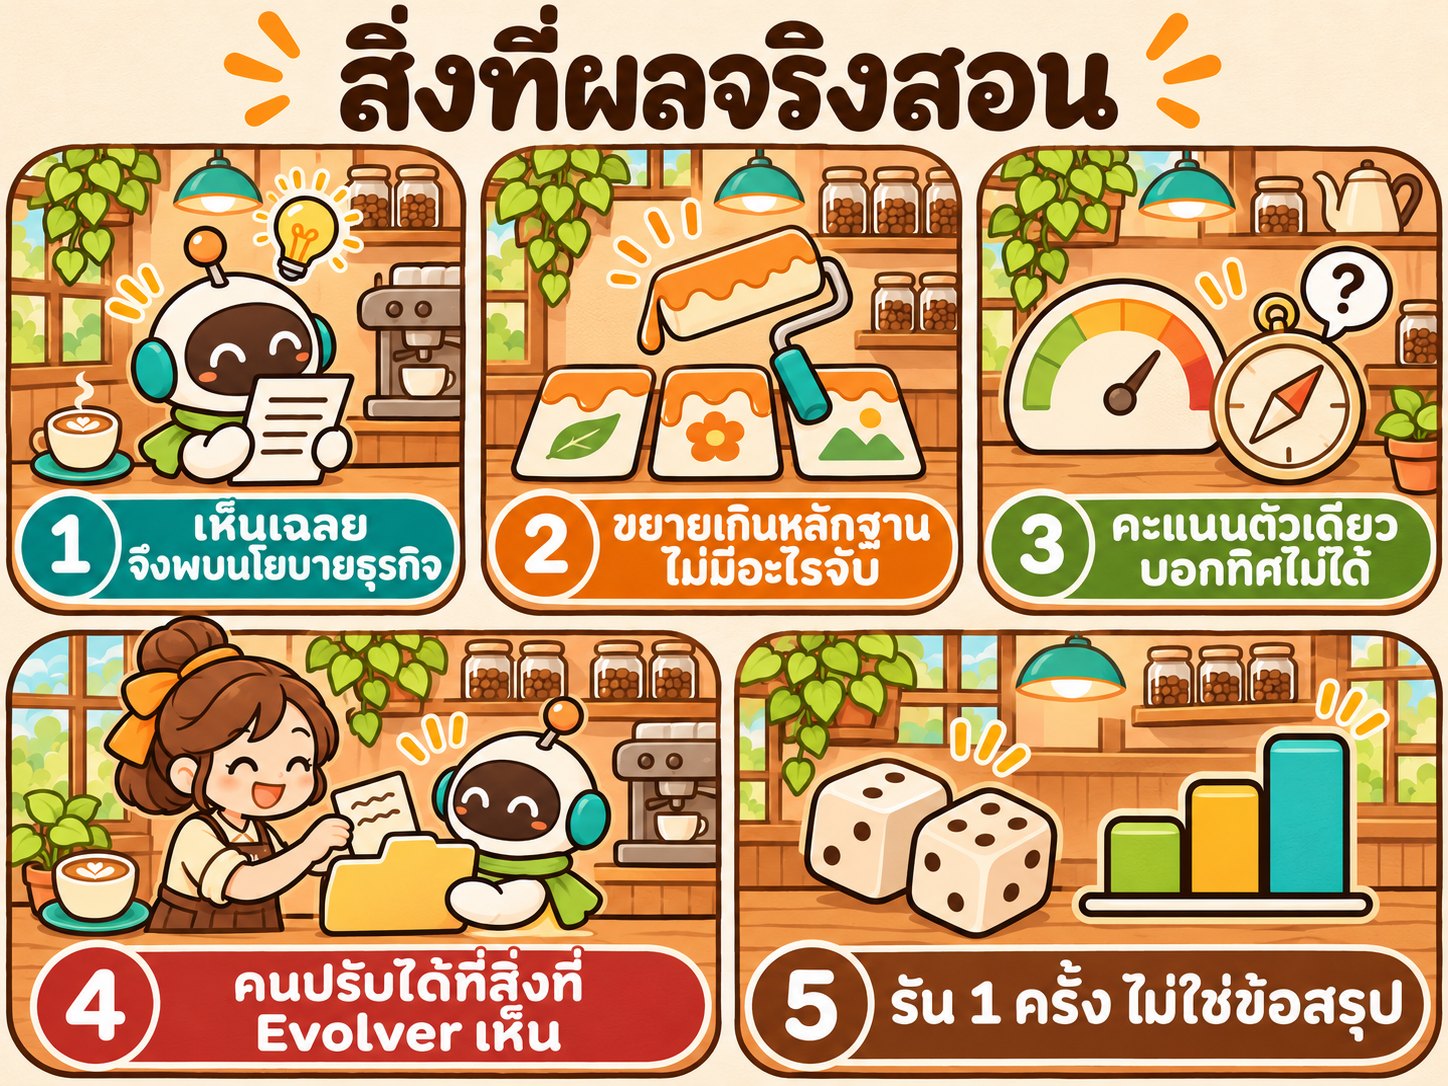 สิ่งที่ผลจริงสอน
1
เห็นเฉลย
จึงพบนโยบายธุรกิจ
2
ขยายเกินหลักฐาน
ไม่มีอะไรจับ
?
3
คะแนนตัวเดียว
บอกทิศไม่ได้
4
คนปรับได้ที่สิ่งที่
Evolver เห็น
5
รัน 1 ครั้ง ไม่ใช่ข้อสรุป